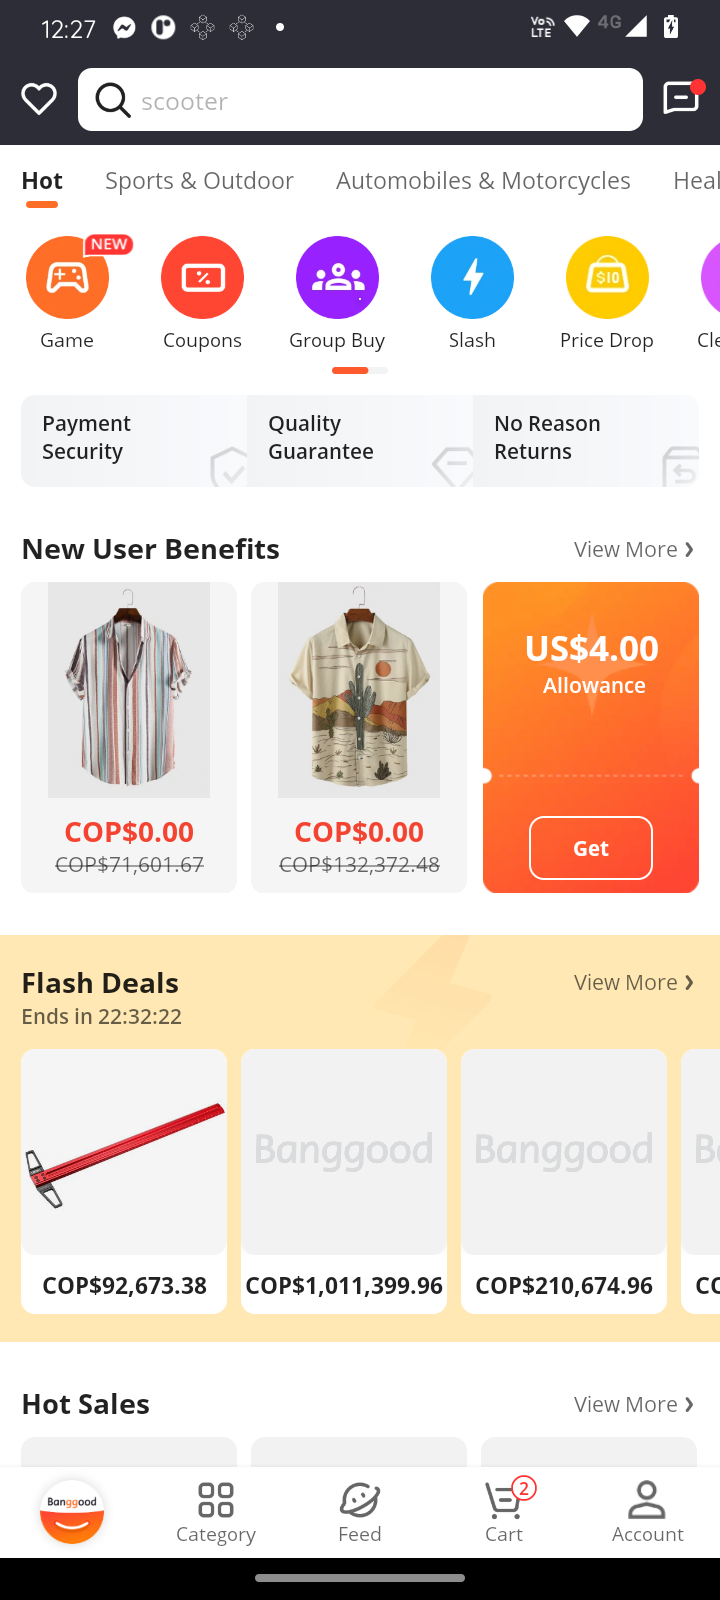 12:27
Vo)) LTE
4G
scooter
Hot
Sports & Outdoor
Automobiles & Motorcycles
Heal
NEW
$10
Game
Coupons
Group Buy
Slash
Price Drop
Cle
Payment
Security
Quality
Guarantee
No Reason
Returns
New User Benefits
View More
COP$0.00
COP$71,601.67
COP$0.00
COP$132,372.48
US$4.00
Allowance
Get
Flash Deals
View More
Ends in 22:32:22
Banggood
Banggood
Ba
COP$92,673.38
COP$1,011,399.96
COP$210,674.96
CO
Hot Sales
View More
Banggood
Category
Feed
2
Cart
Account